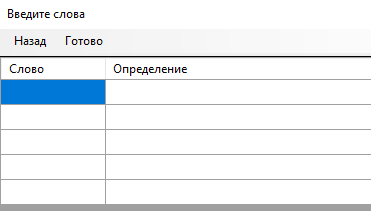 Введите слова
Назад Готово
Слово Определение